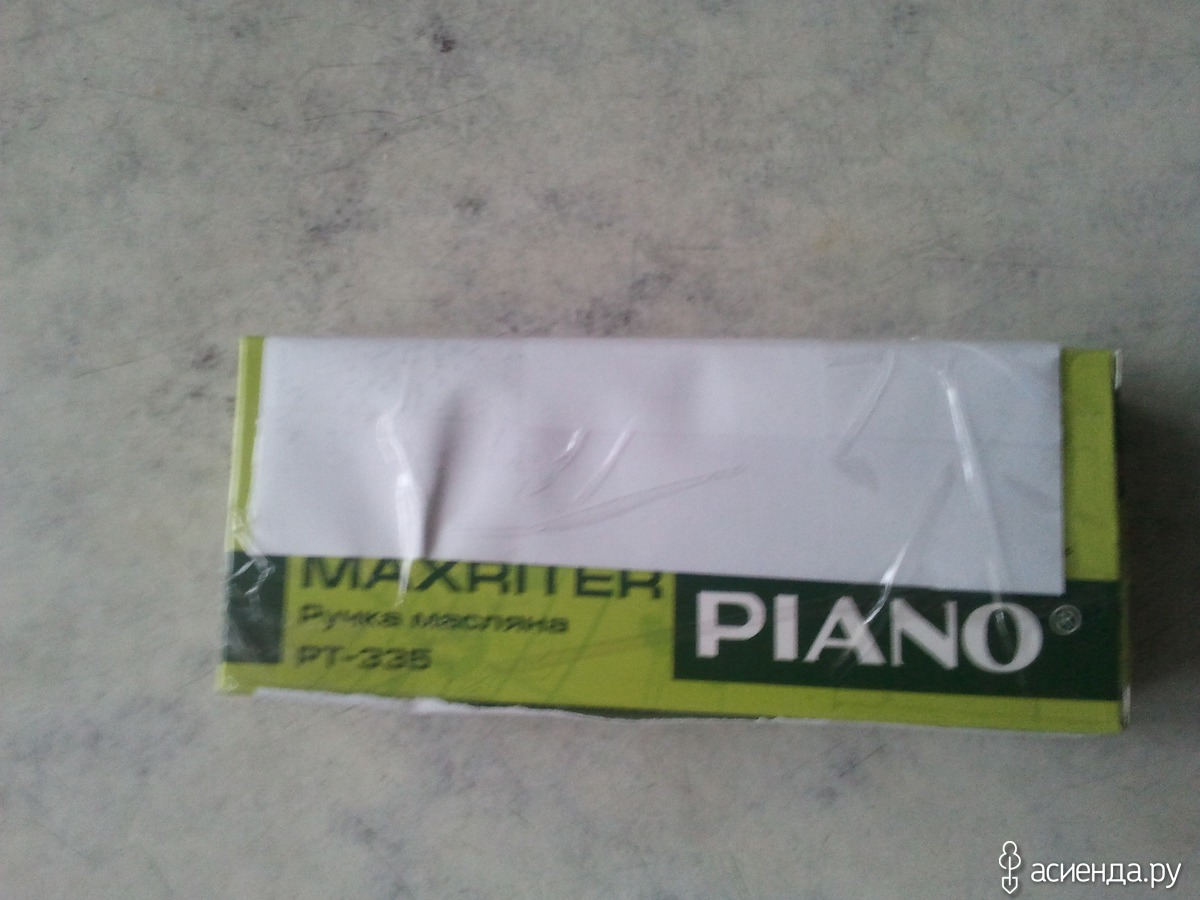 MAXRITER
Ручка масляна
PT-335
PIANO®
асиенда.ру